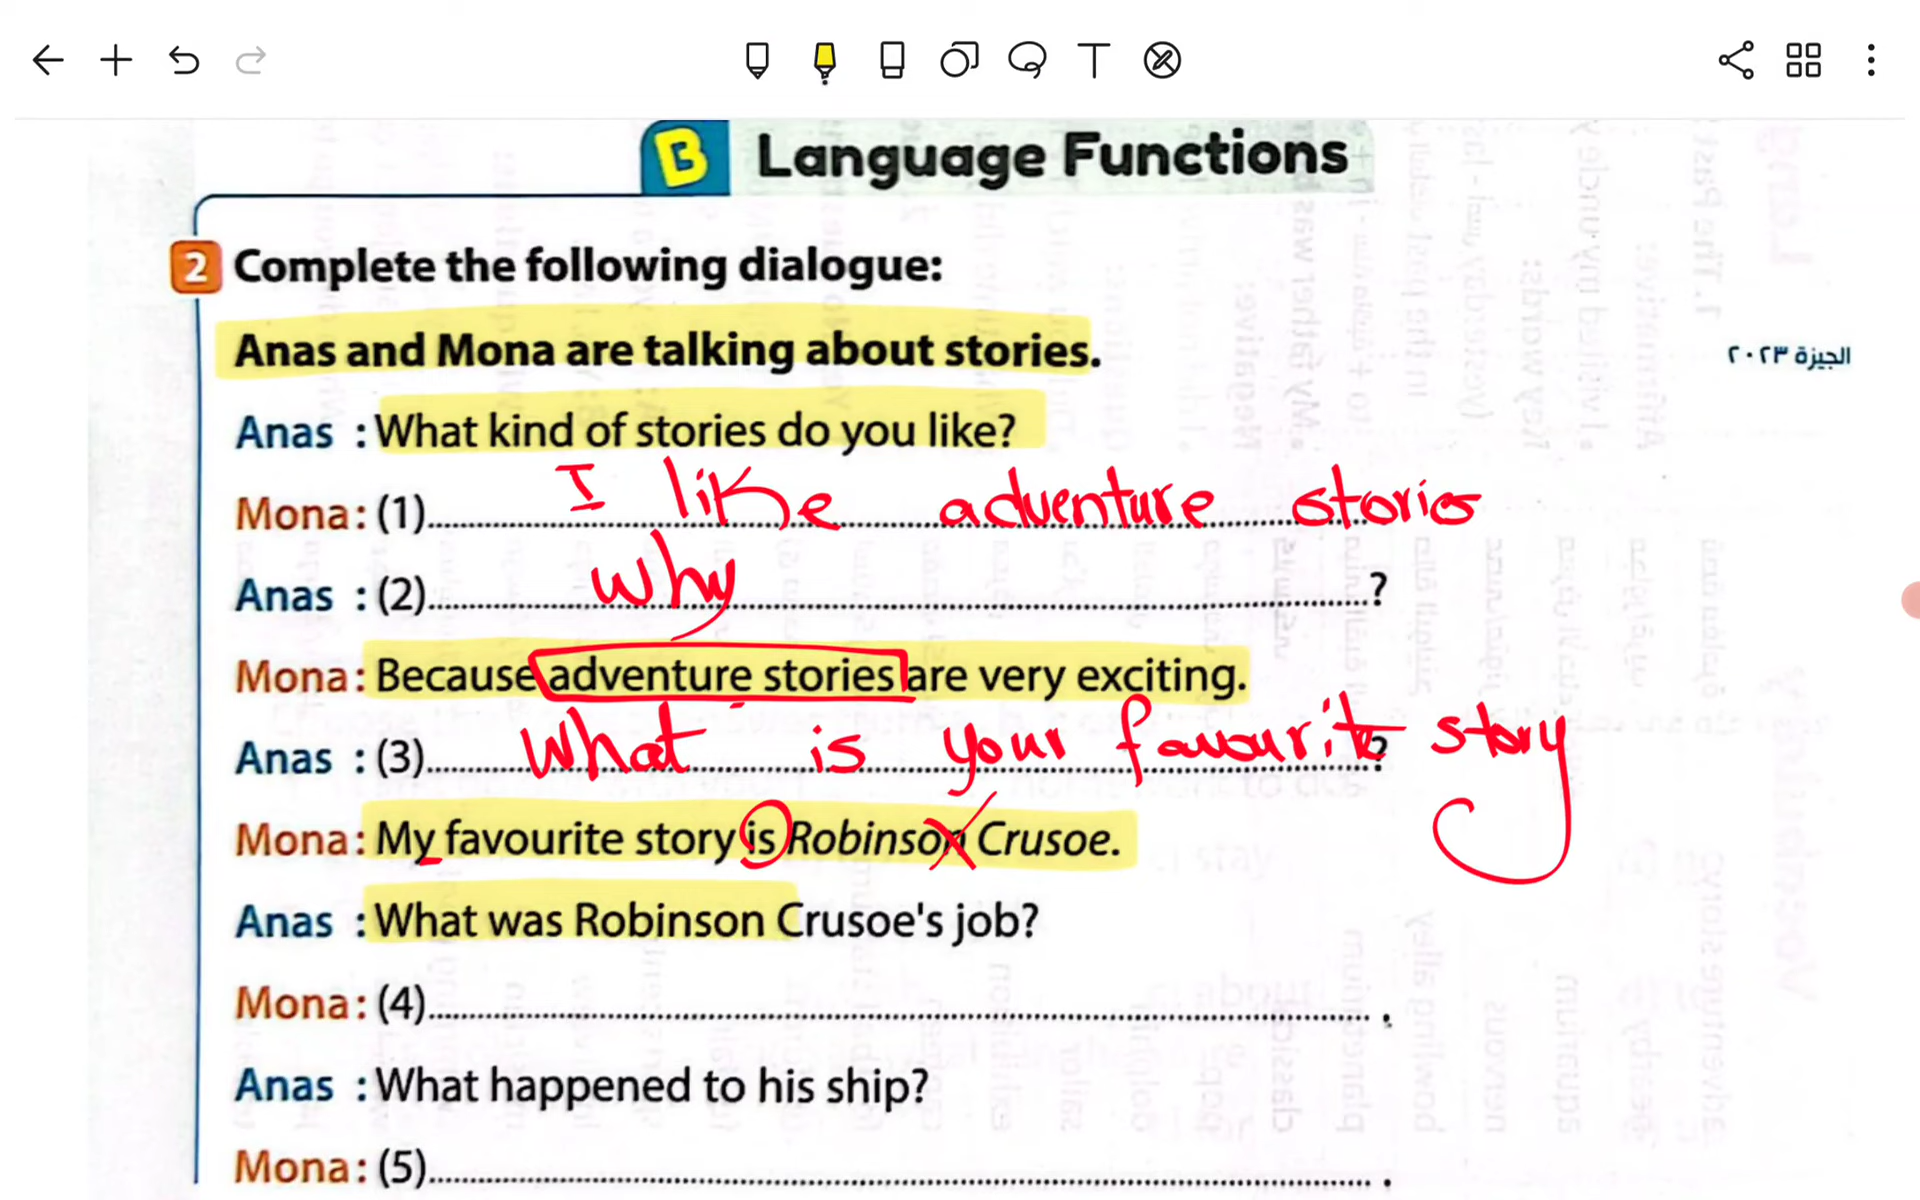 B Language Functions
2 Complete the following dialogue:
Anas and Mona are talking about stories.
الجيزة ٢٠٢٣
Anas : What kind of stories do you like?
Mona: (1) I like adventure stories
Anas : (2) why ?
Mona: Because adventure stories are very exciting.
Anas : (3) What is your favourite story ?
Mona: My favourite story is Robinson Crusoe.
Anas : What was Robinson Crusoe's job?
Mona: (4) .
Anas : What happened to his ship?
Mona: (5) .